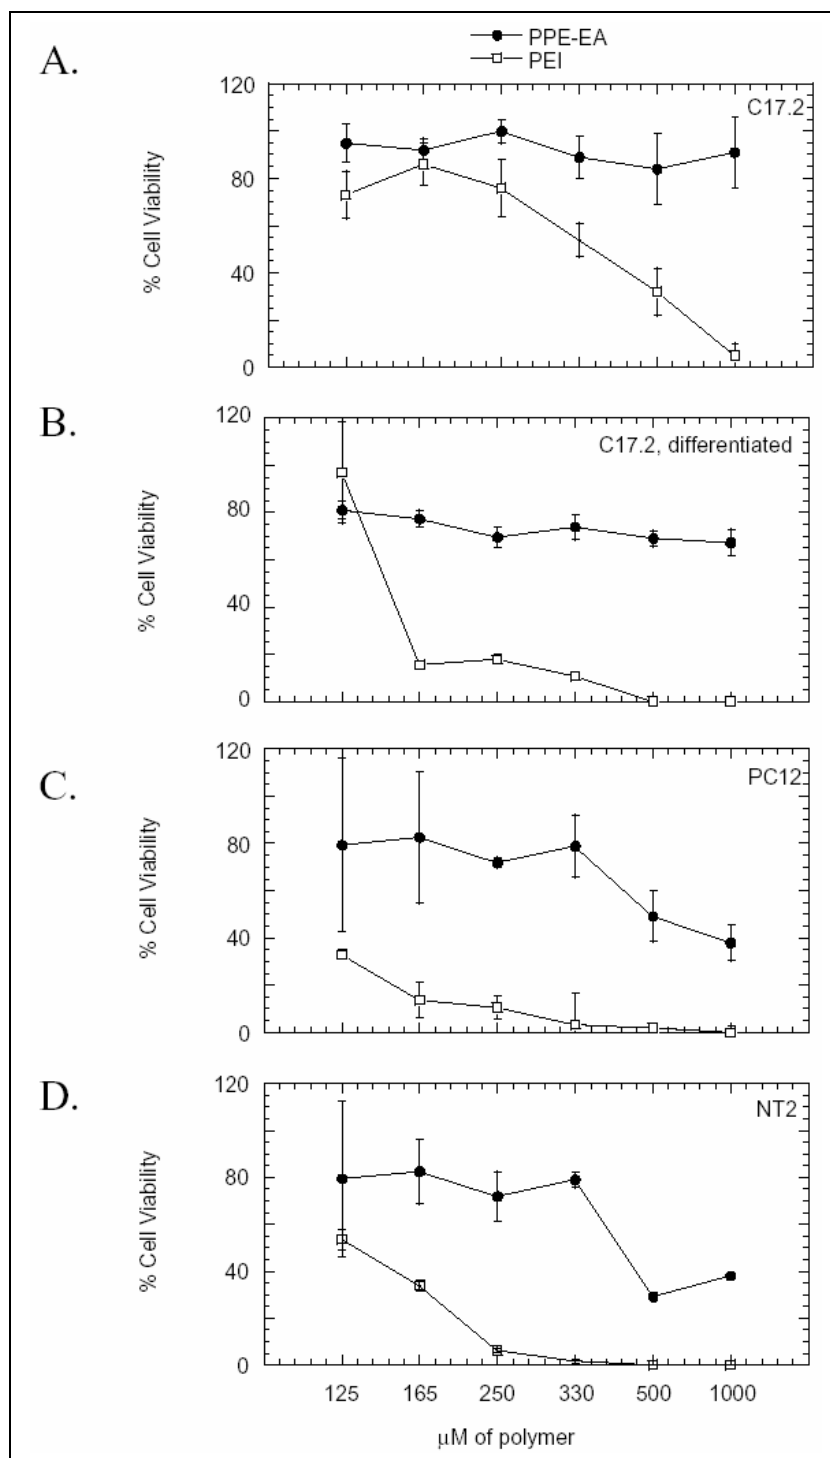 PPE-EA
PEI
A.
C17.2
120
80
40
0
% Cell Viability
B.
C17.2, differentiated
120
80
40
0
% Cell Viability
C.
PC12
120
80
40
0
% Cell Viability
D.
NT2
120
80
40
0
% Cell Viability
125 165 250 330 500 1000
μM of polymer